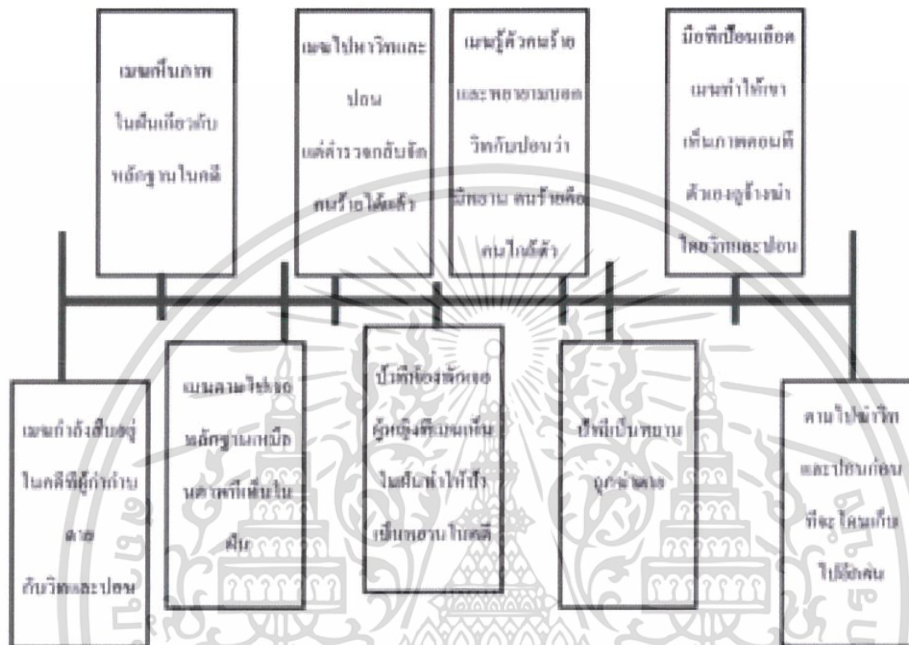 เมฆเห็นภาพ
ในฝันเกี่ยวกับ
หลักฐานในคดี
เมฆไปหาวิทและ
ปอน
แต่ตำรวจกลับจัก
คนร้ายได้แล้ว
เมฆรู้ตัวคนร้าย
และพยายามบอก
วิทกับปอนว่า
มีพยาน คนร้ายคือ
คนใกล้ตัว
มือที่เปื้อนเลือด
เมฆทำให้เขา
เห็นภาพตอนที่
ตัวเองถูกฆ่า
โดยวิทและปอน
เมฆกำลังสืบอยู่
ในคดีที่ผู้กำกับ
ตาย
กับวิทและปอน
เมฆตามไปเจอ
หลักฐานเหมือ
นภาพที่เห็นใน
ฝัน
ป้าที่ห้องพักเจอ
ผู้หญิงที่เมฆเห็น
ในฝันทำให้ป้า
เป็นพยานในคดี
ป้าที่เป็นพยาน
ถูกฆ่าตาย
ตามไปฆ่าวิท
และปอนก่อน
ที่จะโดนเก็บ
ไปอีกคน